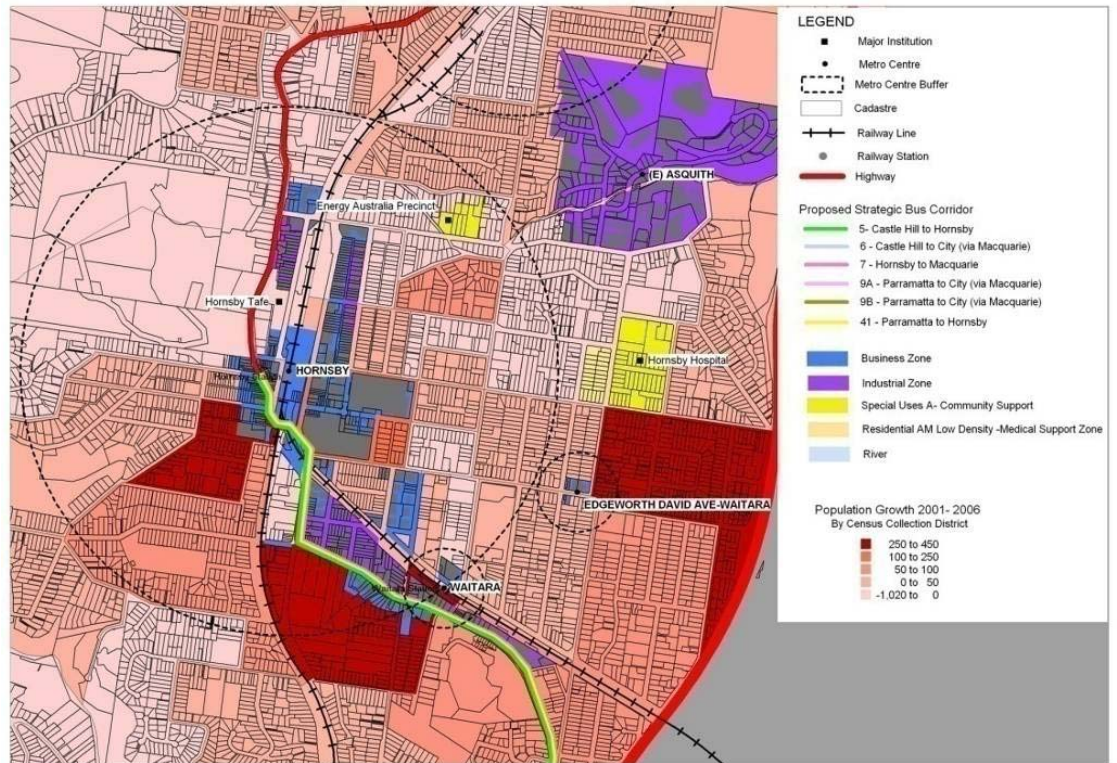 (E) ASQUITH
Energy Australia Precinct
Hornsby Tafe
Hornsby Hospital
HORNSBY
EDGEWORTH DAVID AVE-WAITARA
WAITARA
LEGEND
Major Institution
Metro Centre
Metro Centre Buffer
Cadastre
Railway Line
Railway Station
Highway
Proposed Strategic Bus Corridor
5- Castle Hill to Hornsby
6 - Castle Hill to City (via Macquarie)
7 - Hornsby to Macquarie
9A - Parramatta to City (via Macquarie)
9B - Parramatta to City (via Macquarie)
41 - Parramatta to Hornsby
Business Zone
Industrial Zone
Special Uses A- Community Support
Residential AM Low Density -Medical Support Zone
River
Population Growth 2001- 2006
By Census Collection District
250 to 450
100 to 250
50 to 100
0 to 50
-1,020 to 0